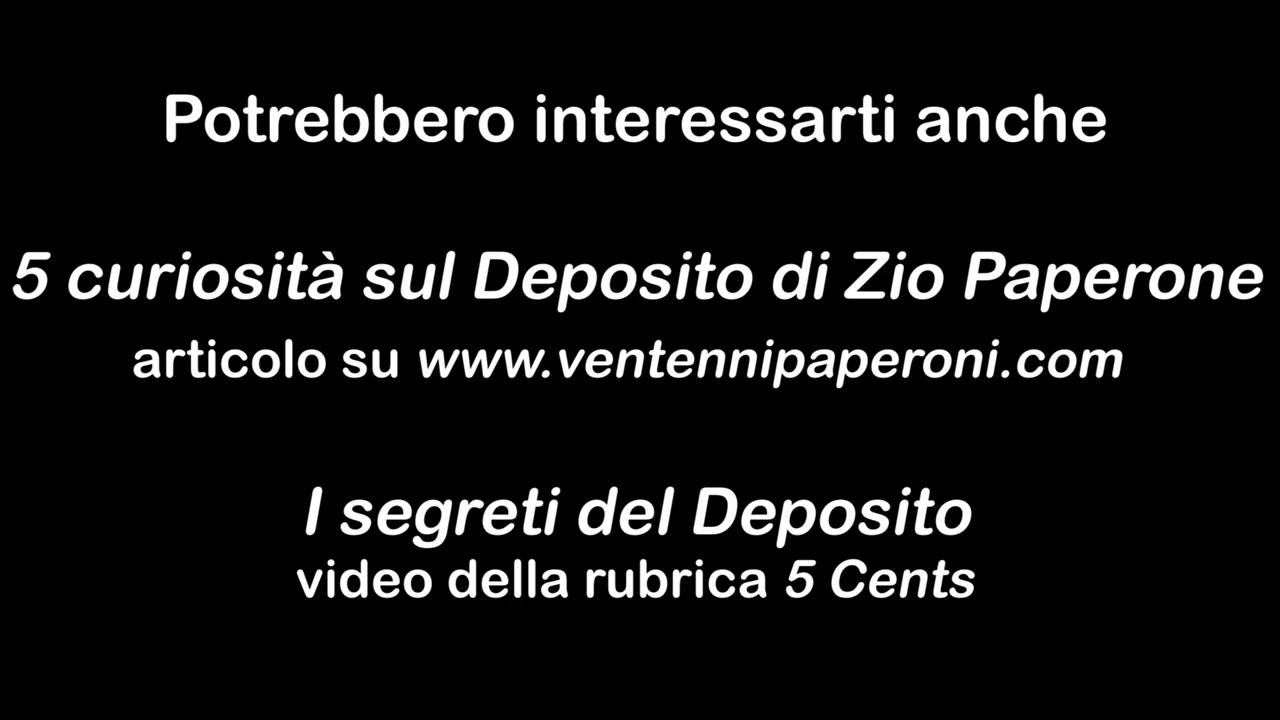 Potrebbero interessarti anche
5 curiosità sul Deposito di Zio Paperone
articolo su www.ventennipaperoni.com
I segreti del Deposito
video della rubrica 5 Cents